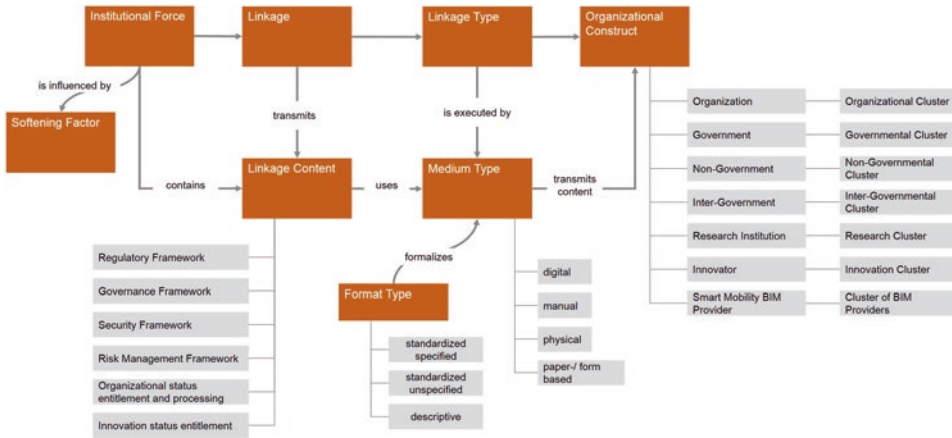 Institutional Force
Linkage
Linkage Type
Organizational
Construct
is influenced by
Softening Factor
transmits
is executed by
Linkage Content
Medium Type
contains
uses
transmits
content
Organization
Organizational Cluster
Government
Governmental Cluster
Non-Government
Non-Governmental
Cluster
Inter-Government
Inter-Governmental
Cluster
Research Institution
Research Cluster
Innovator
Innovation Cluster
Smart Mobility BIM
Provider
Cluster of BIM
Providers
Regulatory Framework
Governance Framework
Security Framework
Risk Management Framework
Organizational status
entitlement and processing
Innovation status entitlement
formalizes
Format Type
standardized
specified
standardized
unspecified
descriptive
digital
manual
physical
paper-/ form
based